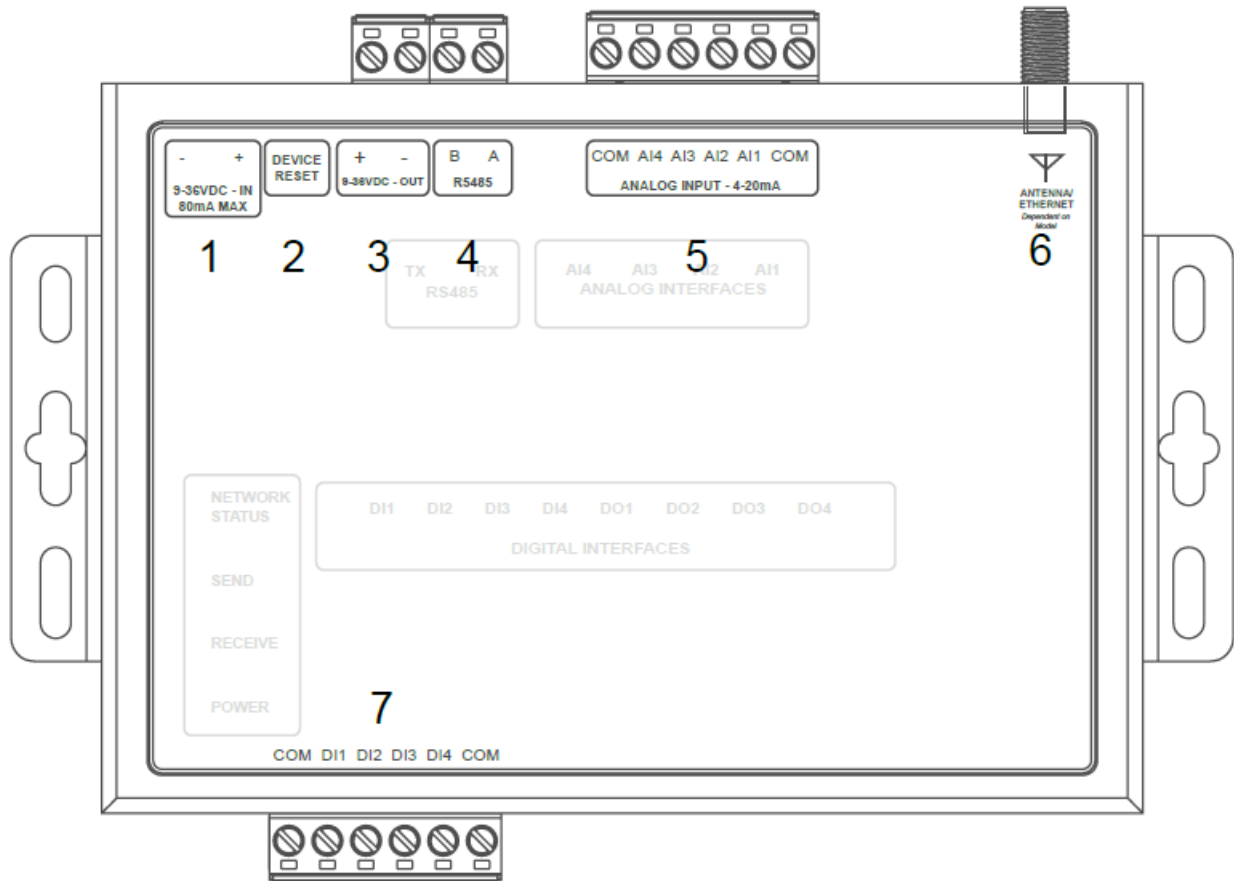 - +
9-36VDC - IN
80mA MAX
DEVICE
RESET
+ -
9-36VDC - OUT
B A
RS485
COM AI4 AI3 AI2 AI1 COM
ANALOG INPUT - 4-20mA
ANTENNA/
ETHERNET
Dependent on
Model
1 2 3 4 5 6
TX RX
RS485
AI4 AI3 AI2 AI1
ANALOG INTERFACES
NETWORK
STATUS
SEND
RECEIVE
POWER
DI1 DI2 DI3 DI4 DO1 DO2 DO3 DO4
DIGITAL INTERFACES
7
COM DI1 DI2 DI3 DI4 COM